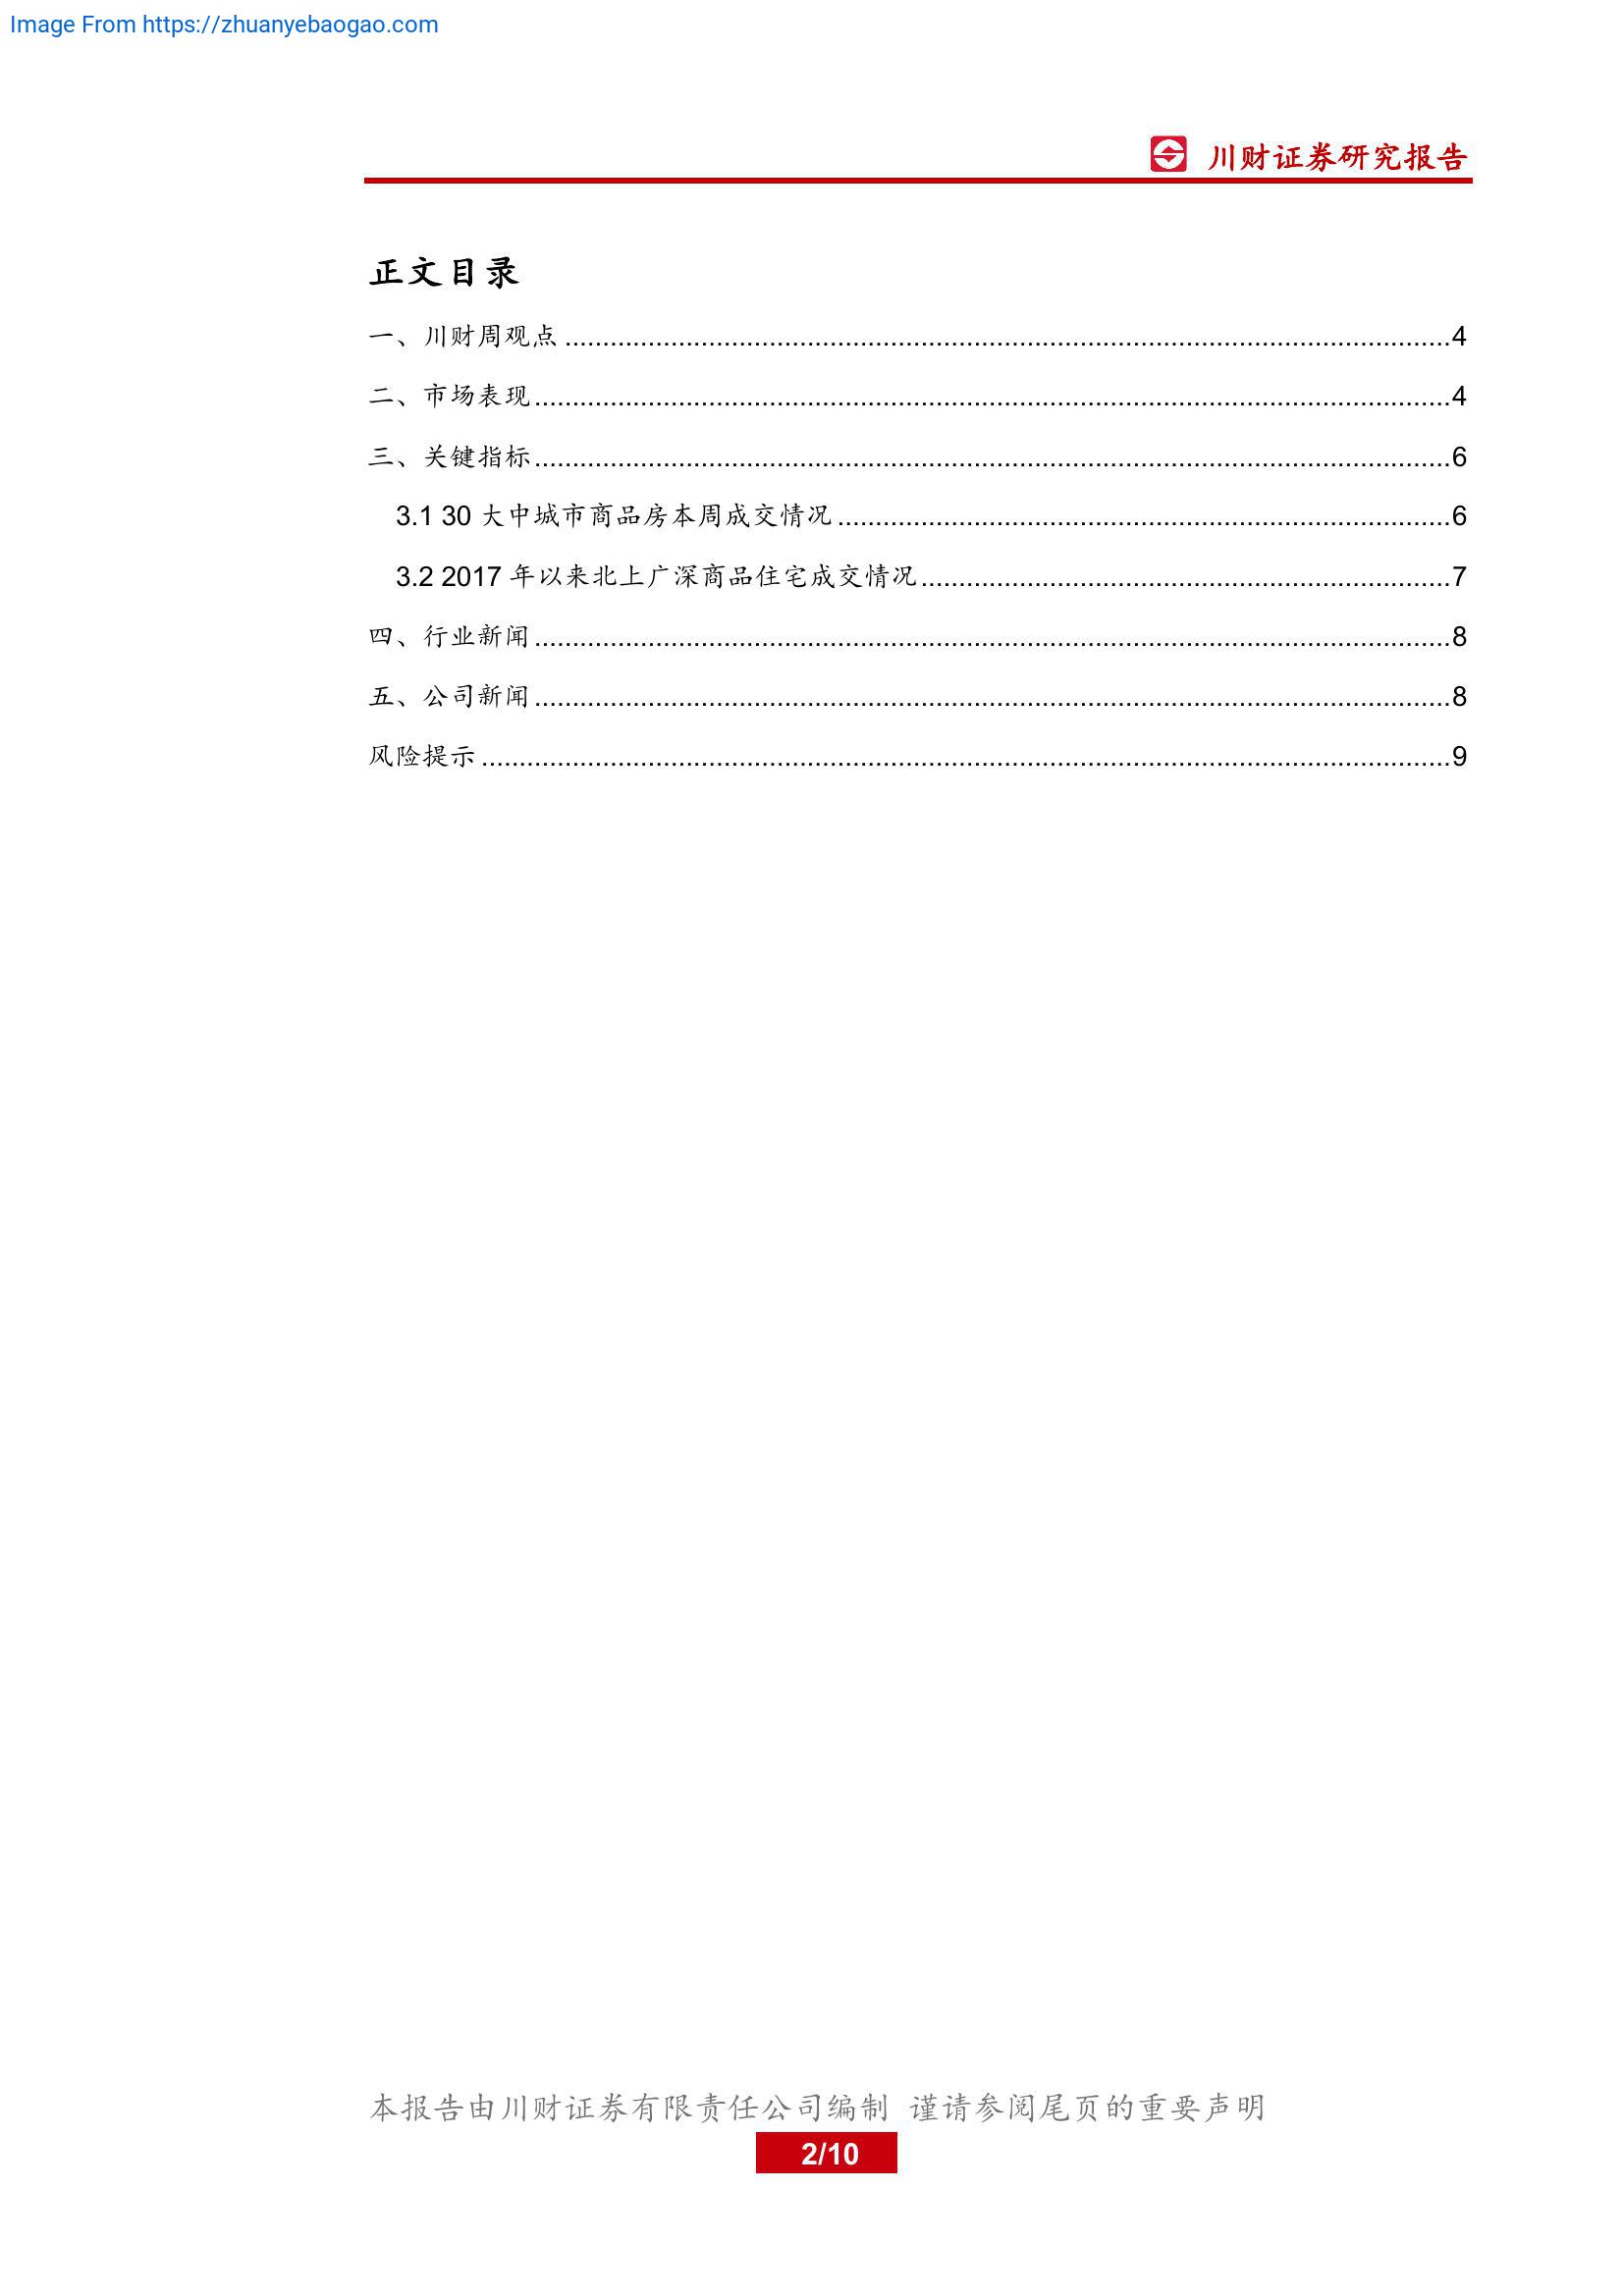 Image From https://zhuanyebaogao.com
川财证券研究报告
正文目录
一、川财周观点 ........................................................ 4
二、市场表现 ........................................................ 4
三、关键指标 ........................................................ 6
3.1 30 大中城市商品房本周成交情况 ........................................................ 6
3.2 2017 年以来北上广深商品住宅成交情况 ........................................................ 7
四、行业新闻 ........................................................ 8
五、公司新闻 ........................................................ 8
风险提示 ........................................................ 9
本报告由川财证券有限责任公司编制 谨请参阅尾页的重要声明
2/10